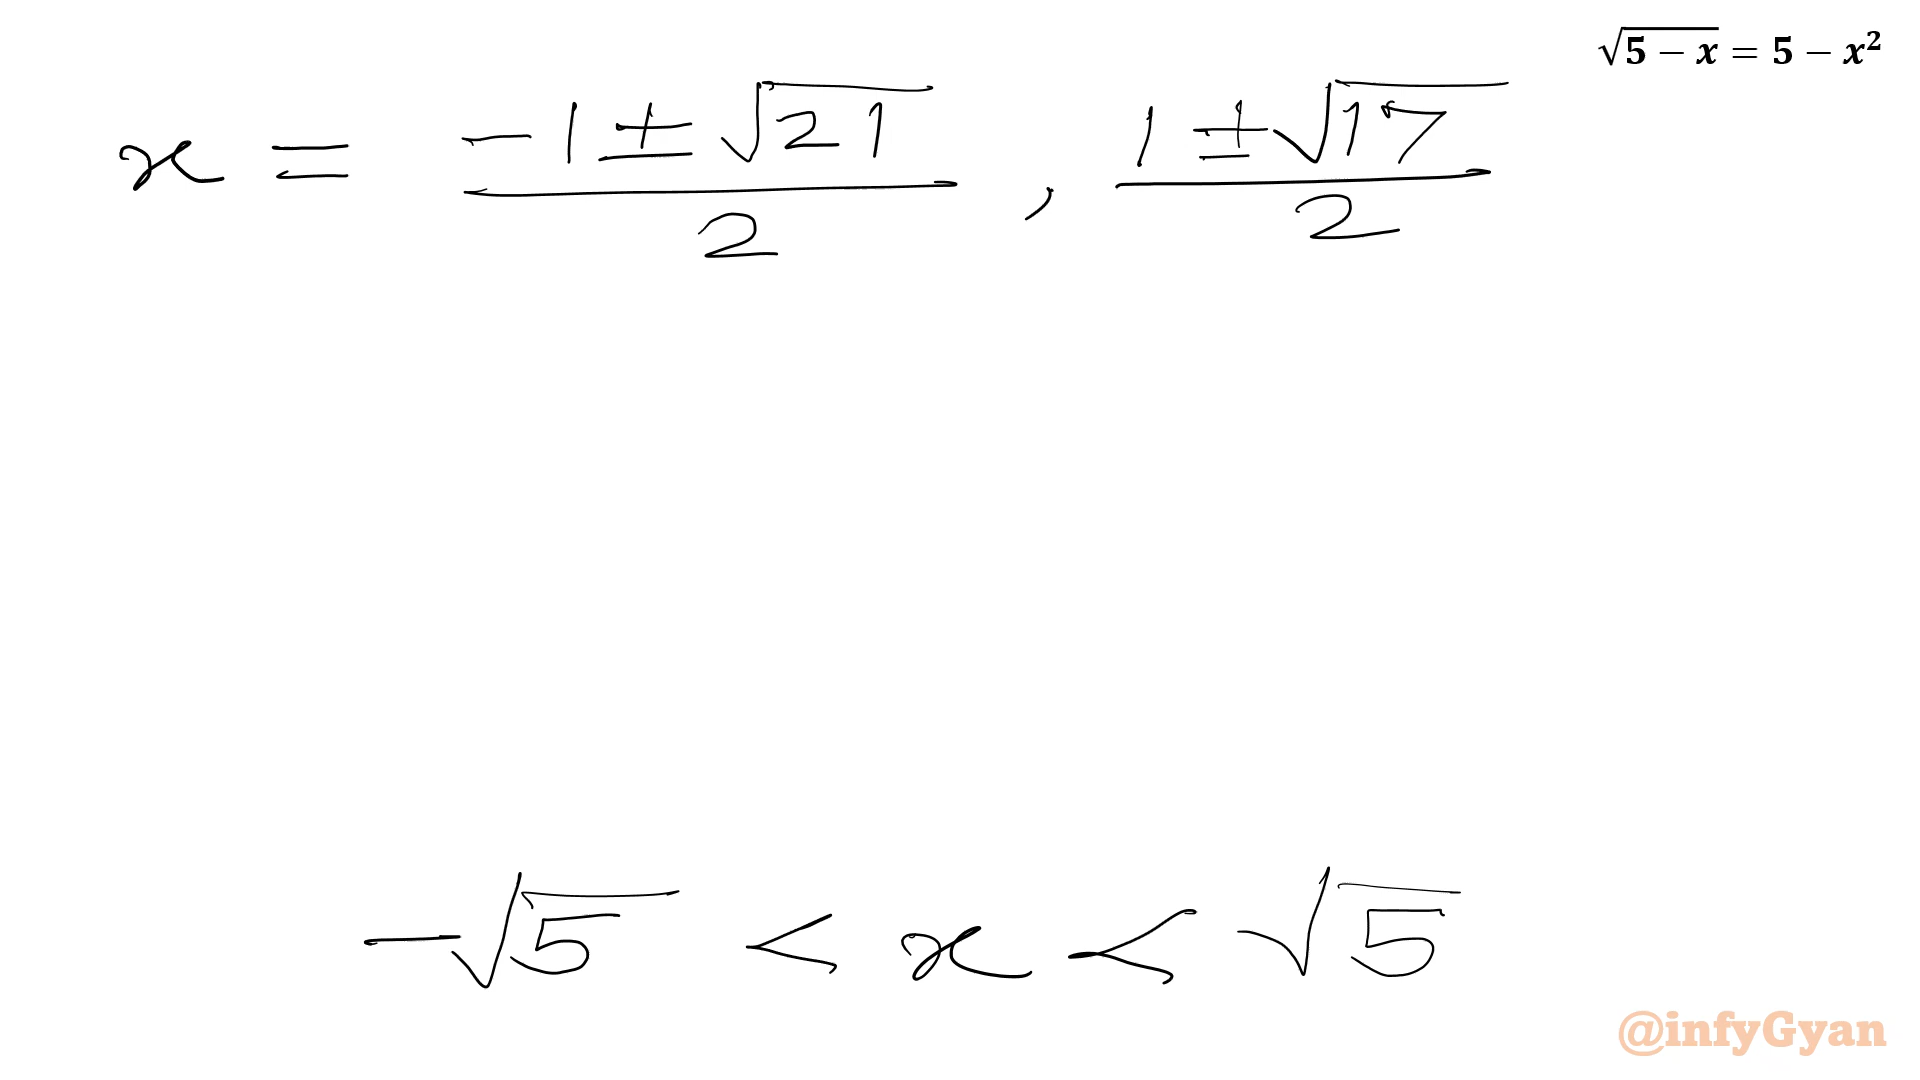 √(5 − x) = 5 − x²
x = (−1 ± √21)/2 , (1 ± √17)/2
−√5 < x < √5
@infyGyan